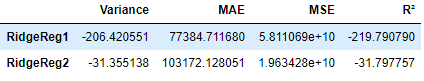 Variance MAE MSE R²
RidgeReg1 -206.420551 77384.711680 5.811069e+10 -219.790790
RidgeReg2 -31.355138 103172.128051 1.963428e+10 -31.797757